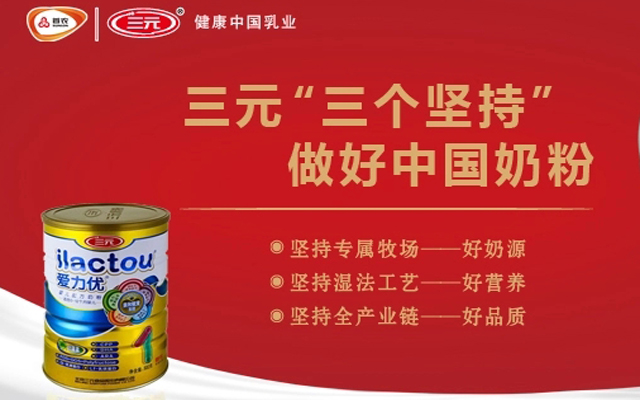 首农
三元®
健康中国乳业
三元“三个坚持”
做好中国奶粉
坚持专属牧场——好奶源
坚持湿法工艺——好营养
坚持全产业链——好品质
三元
ilactou
爱力优
1